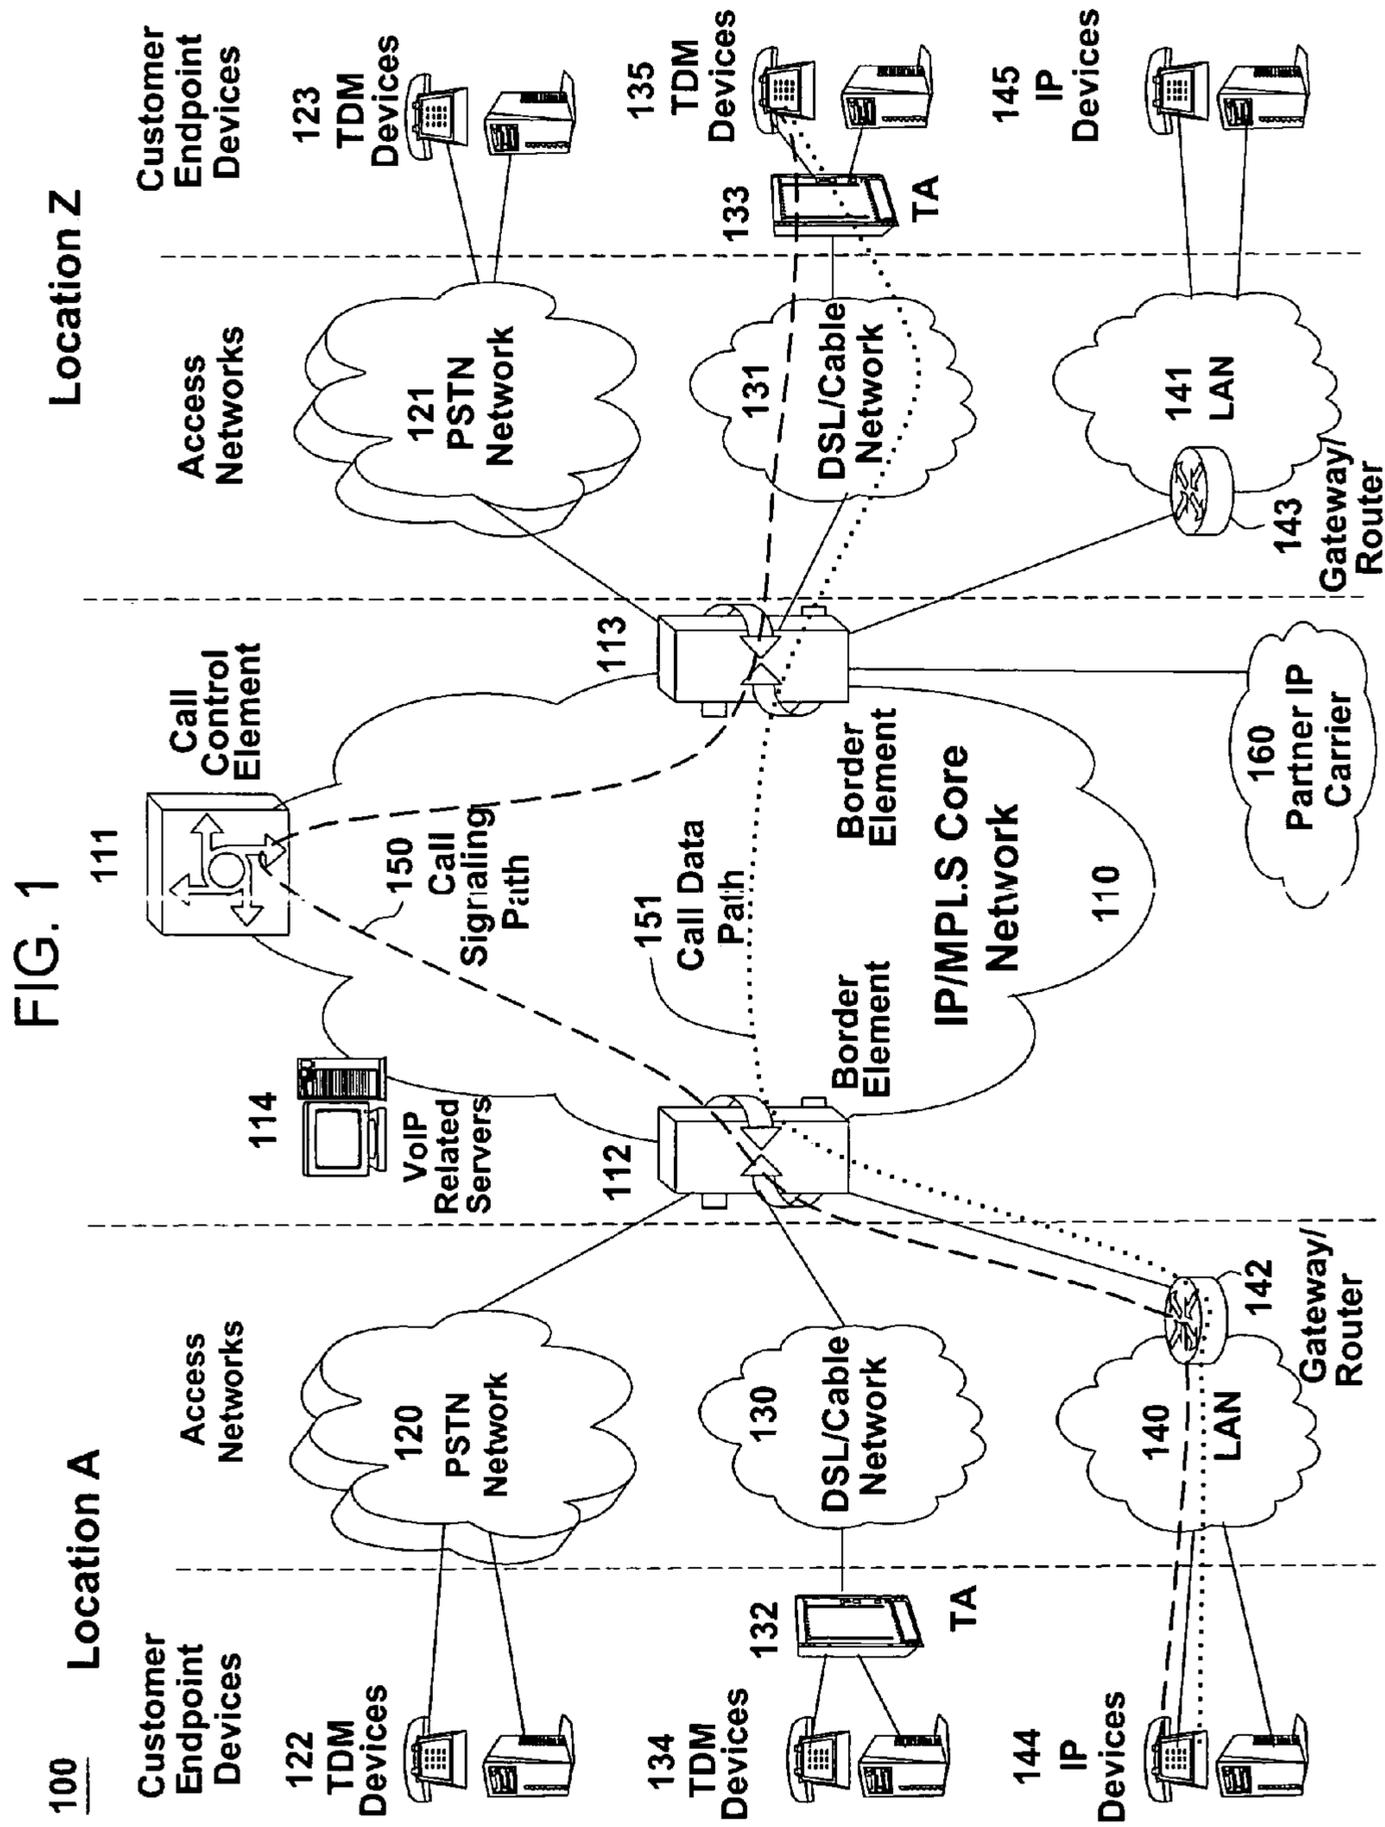 FIG. 1
100
Location A
Location Z
Customer
Endpoint
Devices
Access
Networks
Access
Networks
Customer
Endpoint
Devices
114
VoIP
Related
Servers
111
Call
Control
Element
122
TDM
Devices
120
PSTN
Network
150
Call
Signaling
Path
121
PSTN
Network
123
TDM
Devices
134
TDM
Devices
132
TA
130
DSL/Cable
Network
112
Border
Element
151
Call Data
Path
113
Border
Element
131
DSL/Cable
Network
133
TA
135
TDM
Devices
IP/MPLS Core
Network
110
144
IP
Devices
140
LAN
142
Gateway/
Router
160
Partner IP
Carrier
143
Gateway/
Router
141
LAN
145
IP
Devices